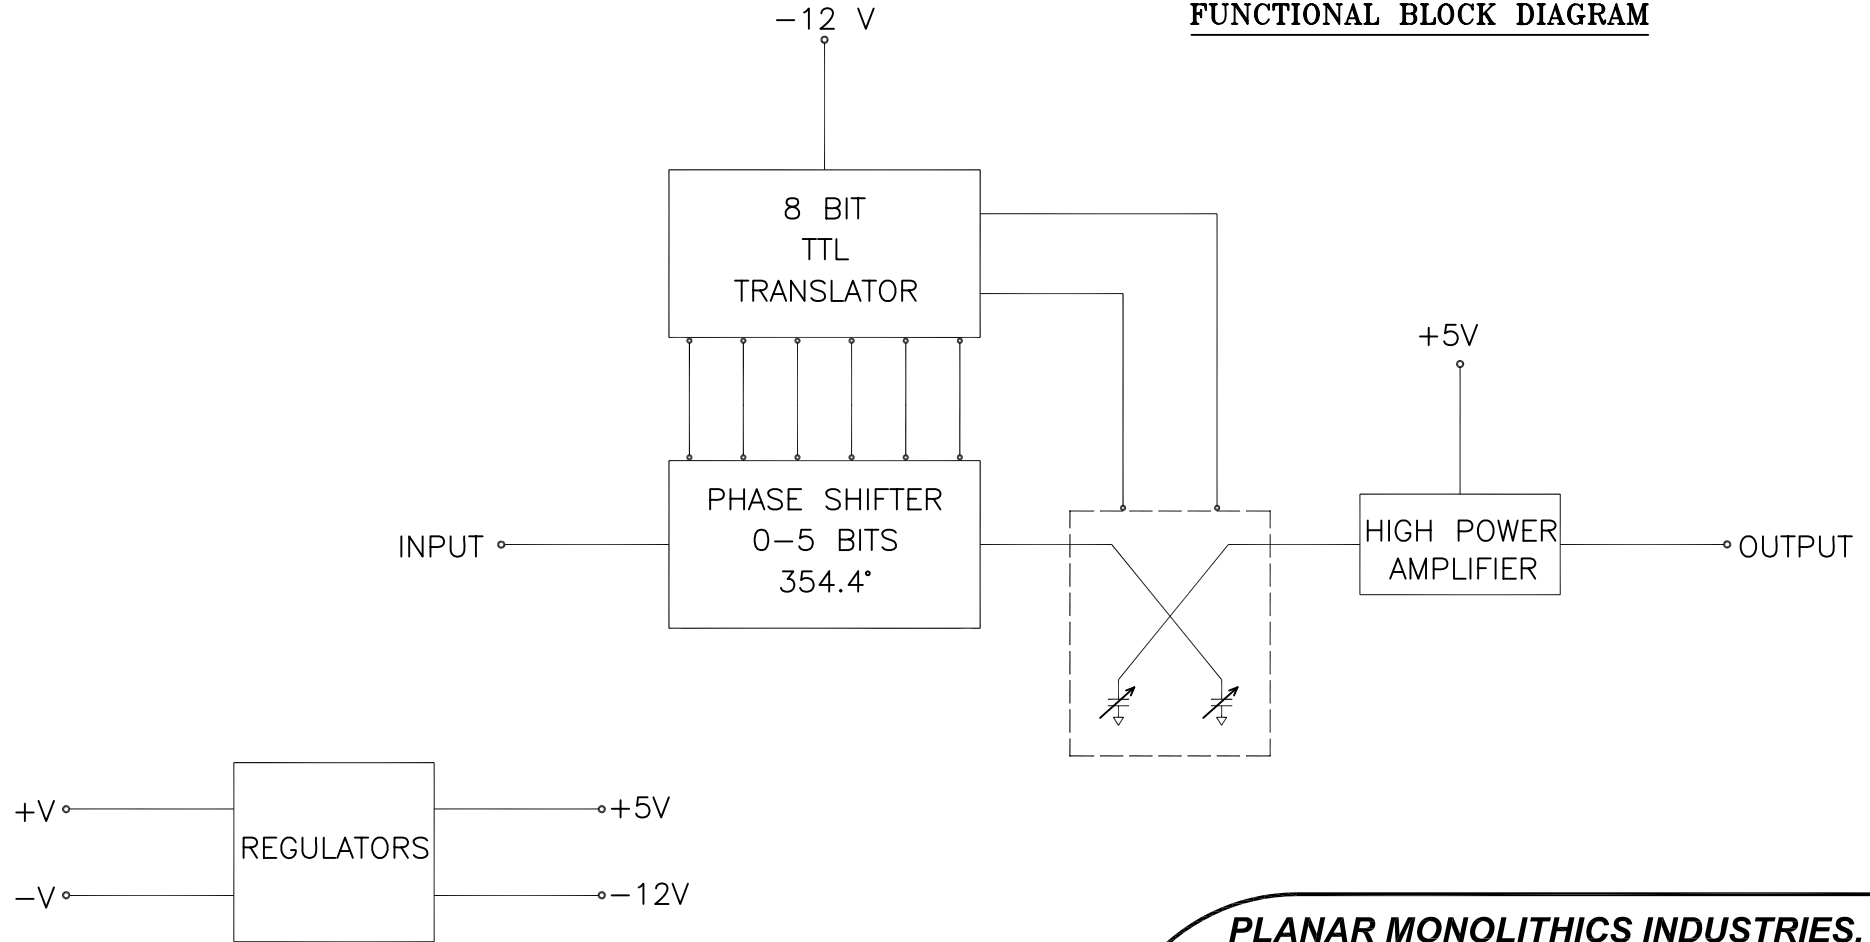 FUNCTIONAL BLOCK DIAGRAM
-12 V
8 BIT
TTL
TRANSLATOR
+5V
INPUT
PHASE SHIFTER
0-5 BITS
354.4°
HIGH POWER
AMPLIFIER
OUTPUT
+V
-V
REGULATORS
+5V
-12V
PLANAR MONOLITHICS INDUSTRIES,